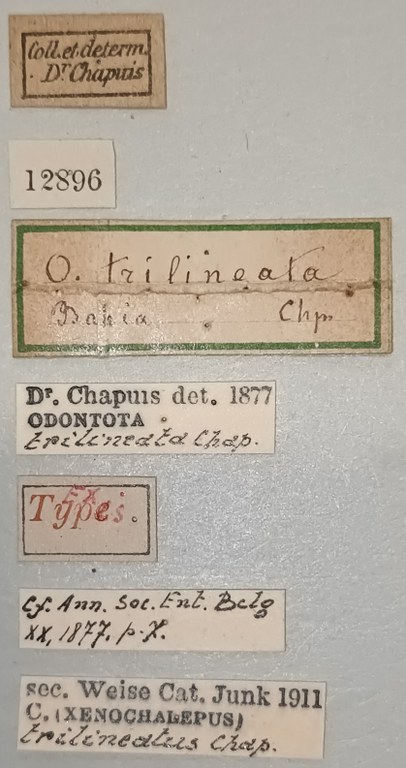 Coll. et determ.
Dr Chapuis
12896
O. trilineata
Bahia Chp
Dr. Chapuis det. 1877
ODONTOTA
trilineata Chap.
Types.
Cf. Ann. Soc. Ent. Belg
XX, 1877. p. X.
sec. Weise Cat. Junk 1911
C. (XENOCHALEPUS)
trilineatus Chap.